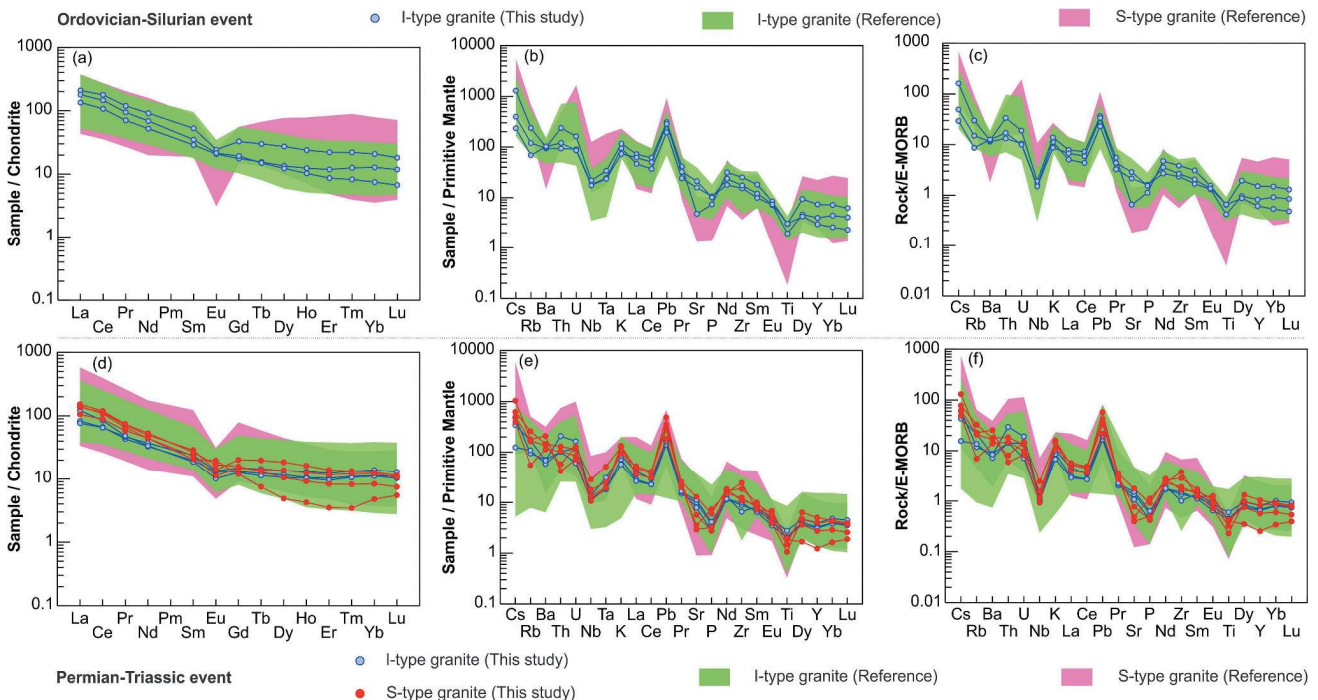 Ordovician-Silurian event
I-type granite (This study)
I-type granite (Reference)
S-type granite (Reference)
(a)
Sample / Chondrite
1000
100
10
1
0.1
La Ce Pr Nd Pm Sm Eu Gd Tb Dy Ho Er Tm Yb Lu
(b)
Sample / Primitive Mantle
10000
1000
100
10
1
0.1
Cs Rb Ba Th U Nb Ta K La Ce Pb Pr Sr P Nd Zr Sm Eu Ti Dy Y Yb Lu
(c)
Rock/E-MORB
1000
100
10
1
0.1
0.01
Cs Rb Ba Th U Nb K La Ce Pb Pr Sr P Nd Zr Sm Eu Ti Dy Y Yb Lu
(d)
Sample / Chondrite
1000
100
10
1
0.1
La Ce Pr Nd Pm Sm Eu Gd Tb Dy Ho Er Tm Yb Lu
(e)
Sample / Primitive Mantle
10000
1000
100
10
1
0.1
Cs Rb Ba Th U Nb Ta K La Ce Pb Pr Sr P Nd Zr Sm Eu Ti Dy Y Yb Lu
(f)
Rock/E-MORB
1000
100
10
1
0.1
0.01
Cs Rb Ba Th U Nb K La Ce Pb Pr Sr P Nd Zr Sm Eu Ti Dy Y Yb Lu
Permian-Triassic event
I-type granite (This study)
S-type granite (This study)
I-type granite (Reference)
S-type granite (Reference)